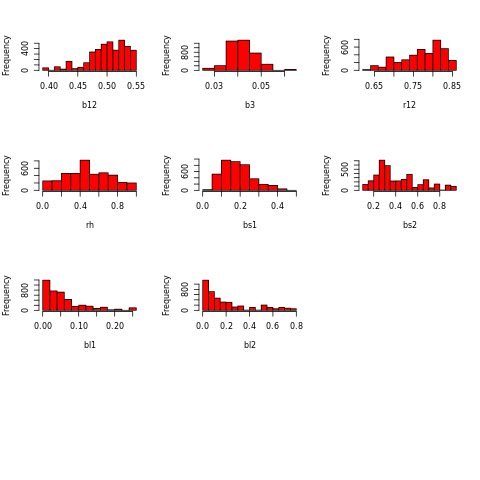 Frequency
0 400
0.40 0.45 0.50 0.55
b12
Frequency
0 800
0.03 0.05
b3
Frequency
0 600
0.65 0.75 0.85
r12
Frequency
0 600
0.0 0.4 0.8
rh
Frequency
0 600
0.0 0.2 0.4
bs1
Frequency
0 500
0.2 0.4 0.6 0.8
bs2
Frequency
0 800
0.00 0.10 0.20
bl1
Frequency
0 800
0.0 0.2 0.4 0.6 0.8
bl2